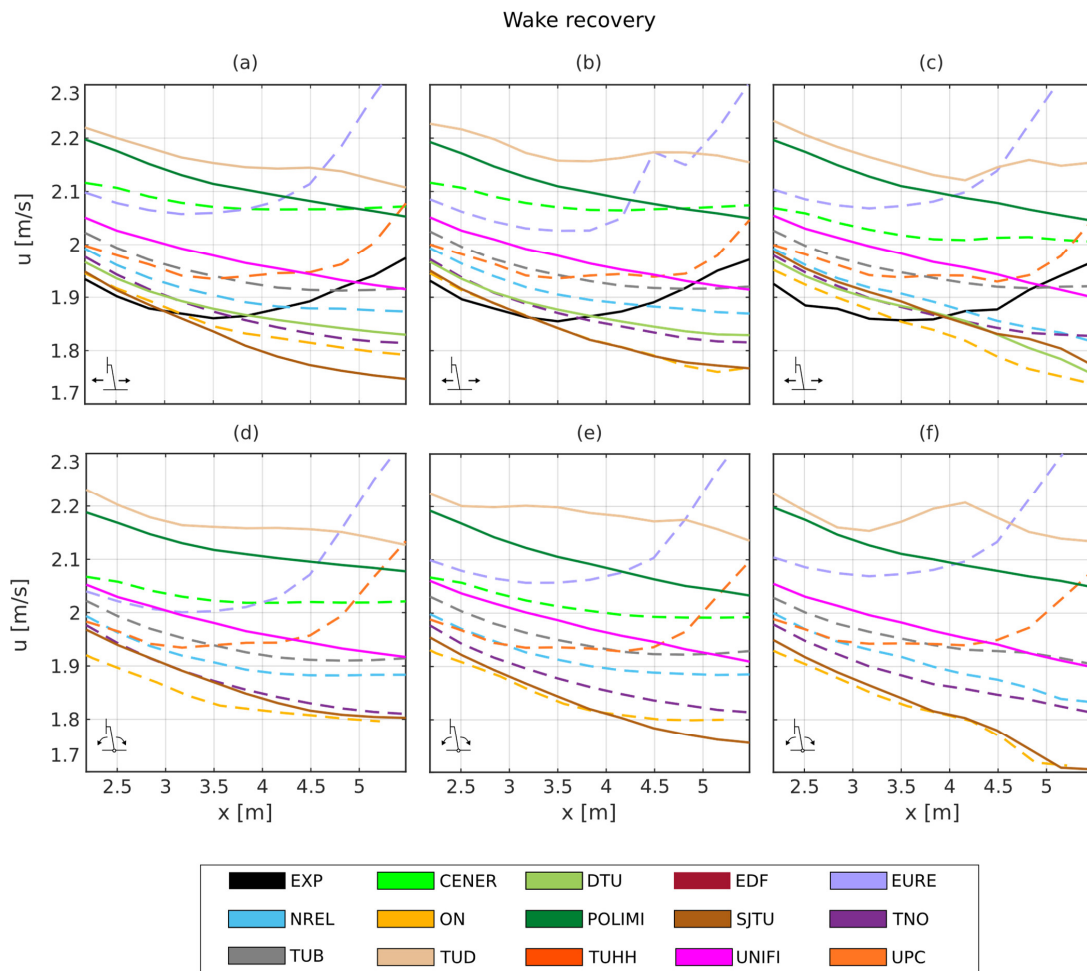 Wake recovery
(a) (b) (c)
2.3
2.2
2.1
2
1.9
1.8
1.7
u [m/s]
(d) (e) (f)
2.3
2.2
2.1
2
1.9
1.8
1.7
u [m/s]
2.5 3 3.5 4 4.5 5 2.5 3 3.5 4 4.5 5 2.5 3 3.5 4 4.5 5
x [m] x [m] x [m]
EXP CENER DTU EDF EURE
NREL ON POLIMI SJTU TNO
TUB TUD TUHH UNIFI UPC